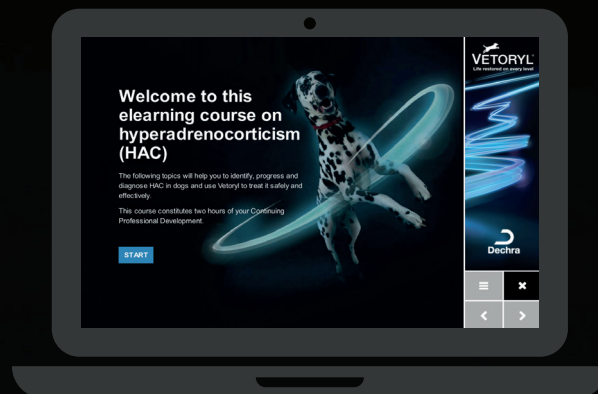 Welcome to this
elearning course on
hyperadrenocorticism
(HAC)
The following topics will help you to identify, progress and
diagnose HAC in dogs and use Vetoryl to treat it safely and
effectively.
This course constitutes two hours of your Continuing
Professional Development.
START
VETORYL
Life restored on every level
Dechra